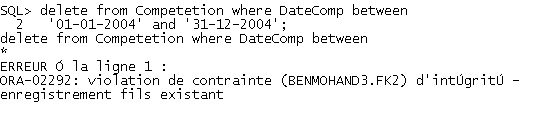 SQL> delete from Competetion where DateComp between
  2   '01-01-2004' and '31-12-2004';
delete from Competetion where DateComp between
*
ERREUR Ó la ligne 1 :
ORA-02292: violation de contrainte (BENMOHAND3.FK2) d'intÚgritÚ -
enregistrement fils existant